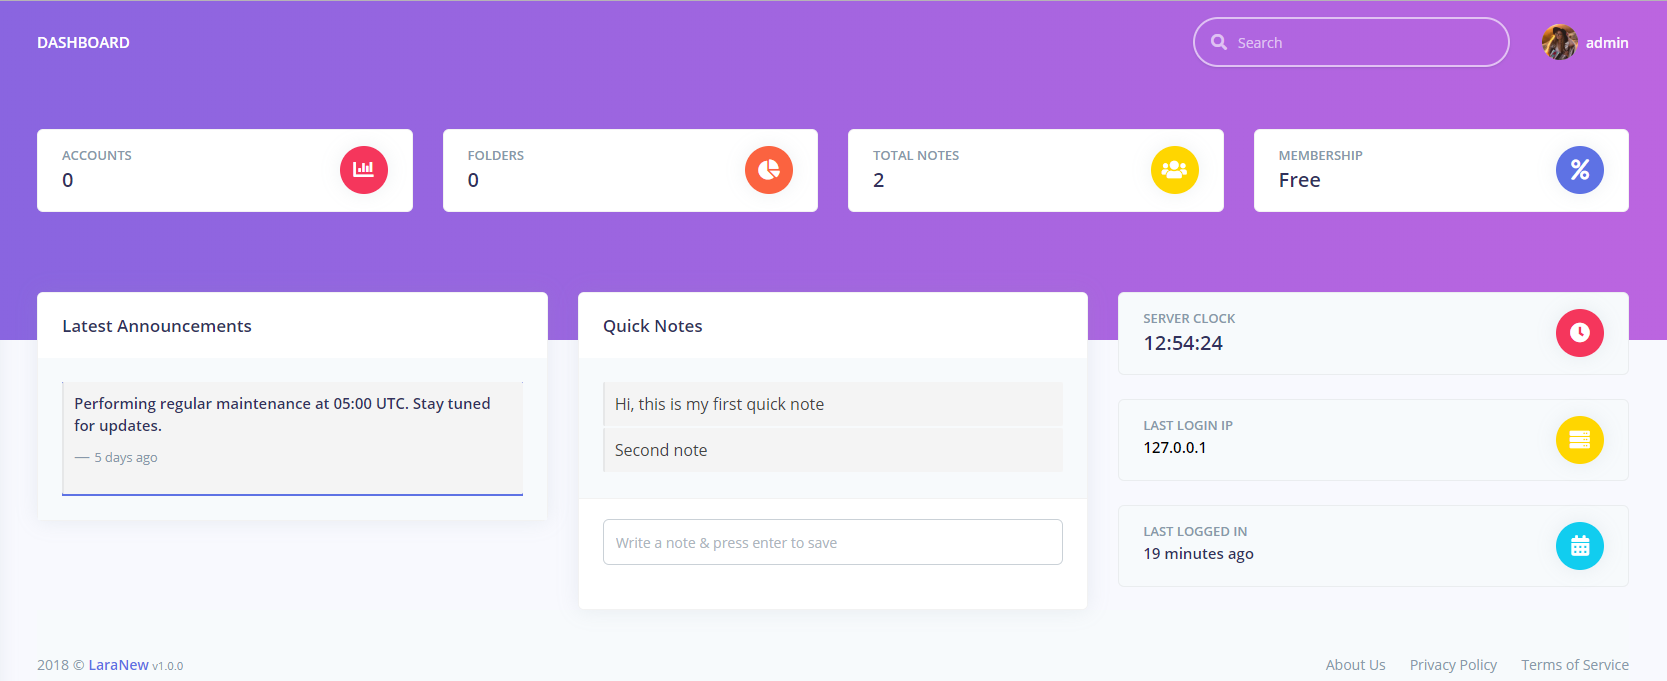 DASHBOARD
Search
admin
ACCOUNTS
0
FOLDERS
0
TOTAL NOTES
2
MEMBERSHIP
Free
Latest Announcements
Performing regular maintenance at 05:00 UTC. Stay tuned
for updates.
— 5 days ago
Quick Notes
Hi, this is my first quick note
Second note
Write a note & press enter to save
SERVER CLOCK
12:54:24
LAST LOGIN IP
127.0.0.1
LAST LOGGED IN
19 minutes ago
2018 © LaraNew v1.0.0
About Us Privacy Policy Terms of Service